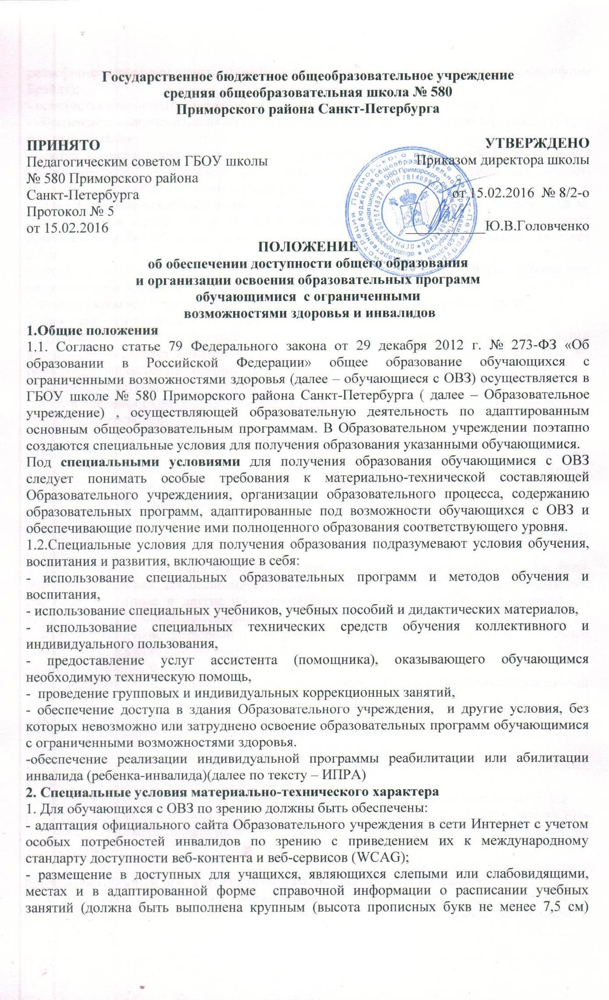 Государственное бюджетное общеобразовательное учреждение
средняя общеобразовательная школа № 580
Приморского района Санкт-Петербурга
ПРИНЯТО
Педагогическим советом ГБОУ школы
№ 580 Приморского района
Санкт-Петербурга
Протокол № 5
от 15.02.2016
УТВЕРЖДЕНО
Приказом директора школы
от 15.02.2016 № 8/2-о
___________Ю.В.Головченко
ПОЛОЖЕНИЕ
об обеспечении доступности общего образования
и организации освоения образовательных программ
обучающимися с ограниченными
возможностями здоровья и инвалидов
1.Общие положения
1.1. Согласно статье 79 Федерального закона от 29 декабря 2012 г. № 273-ФЗ «Об
образовании в Российской Федерации» общее образование обучающихся с
ограниченными возможностями здоровья (далее – обучающиеся с ОВЗ) осуществляется в
ГБОУ школе № 580 Приморского района Санкт-Петербурга ( далее – Образовательное
учреждение) , осуществляющей образовательную деятельность по адаптированным
основным общеобразовательным программам. В Образовательном учреждении поэтапно
создаются специальные условия для получения образования указанными обучающимися.
Под специальными условиями для получения образования обучающимися с ОВЗ
следует понимать особые требования к материально-технической составляющей
Образовательного учреждениия, организации образовательного процесса, содержанию
образовательных программ, адаптированные под возможности обучающихся с ОВЗ и
обеспечивающие получение ими полноценного образования соответствующего уровня.
1.2.Специальные условия для получения образования подразумевают условия обучения,
воспитания и развития, включающие в себя:
- использование специальных образовательных программ и методов обучения и
воспитания,
- использование специальных учебников, учебных пособий и дидактических материалов,
- использование специальных технических средств обучения коллективного и
индивидуального пользования,
- предоставление услуг ассистента (помощника), оказывающего обучающимся
необходимую техническую помощь,
- проведение групповых и индивидуальных коррекционных занятий,
- обеспечение доступа в здания Образовательного учреждения, и другие условия, без
которых невозможно или затруднено освоение образовательных программ обучающимися
с ограниченными возможностями здоровья.
-обеспечение реализации индивидуальной программы реабилитации или абилитации
инвалида (ребенка-инвалида)(далее по тексту – ИПРА)
2. Специальные условия материально-технического характера
1. Для обучающихся с ОВЗ по зрению должны быть обеспечены:
- адаптация официального сайта Образовательного учреждения в сети Интернет с учетом
особых потребностей инвалидов по зрению с приведением их к международному
стандарту доступности веб-контента и веб-сервисов (WCAG);
- размещение в доступных для учащихся, являющихся слепыми или слабовидящими,
местах и в адаптированной форме справочной информации о расписании учебных
занятий (должна быть выполнена крупным (высота прописных букв не менее 7,5 см)